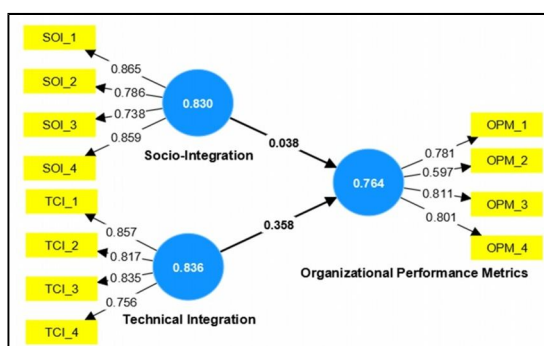 SOI_1
0.865
SOI_2
0.786
0.830
SOI_3
0.738
0.859
SOI_4
Socio-Integration
0.038
TCI_1
0.857
TCI_2
0.817
0.836
TCI_3
0.835
0.756
TCI_4
Technical Integration
0.358
0.764
OPM_1
0.781
OPM_2
0.597
OPM_3
0.811
0.801
OPM_4
Organizational Performance Metrics